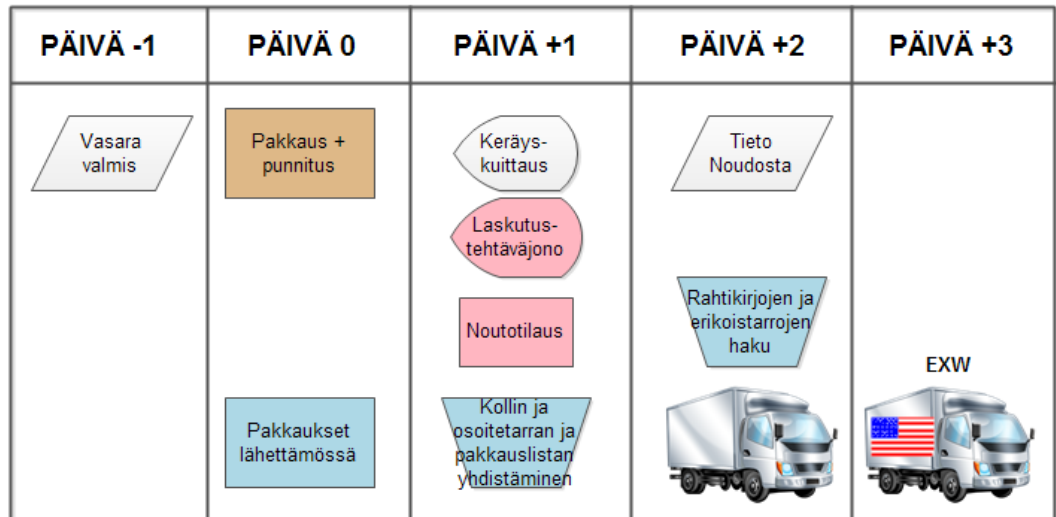 PÄIVÄ -1
PÄIVÄ 0
PÄIVÄ +1
PÄIVÄ +2
PÄIVÄ +3
Vasara
valmis
Pakkaus +
punnitus
Keräys-
kuittaus
Tieto
Noudosta
Laskutus-
tehtäväjono
Noutotilaus
Rahtikirjojen ja
erikoistarrojen
haku
EXW
Pakkaukset
lähettämössä
Kollin ja
osoitetarran ja
pakkauslistan
yhdistäminen